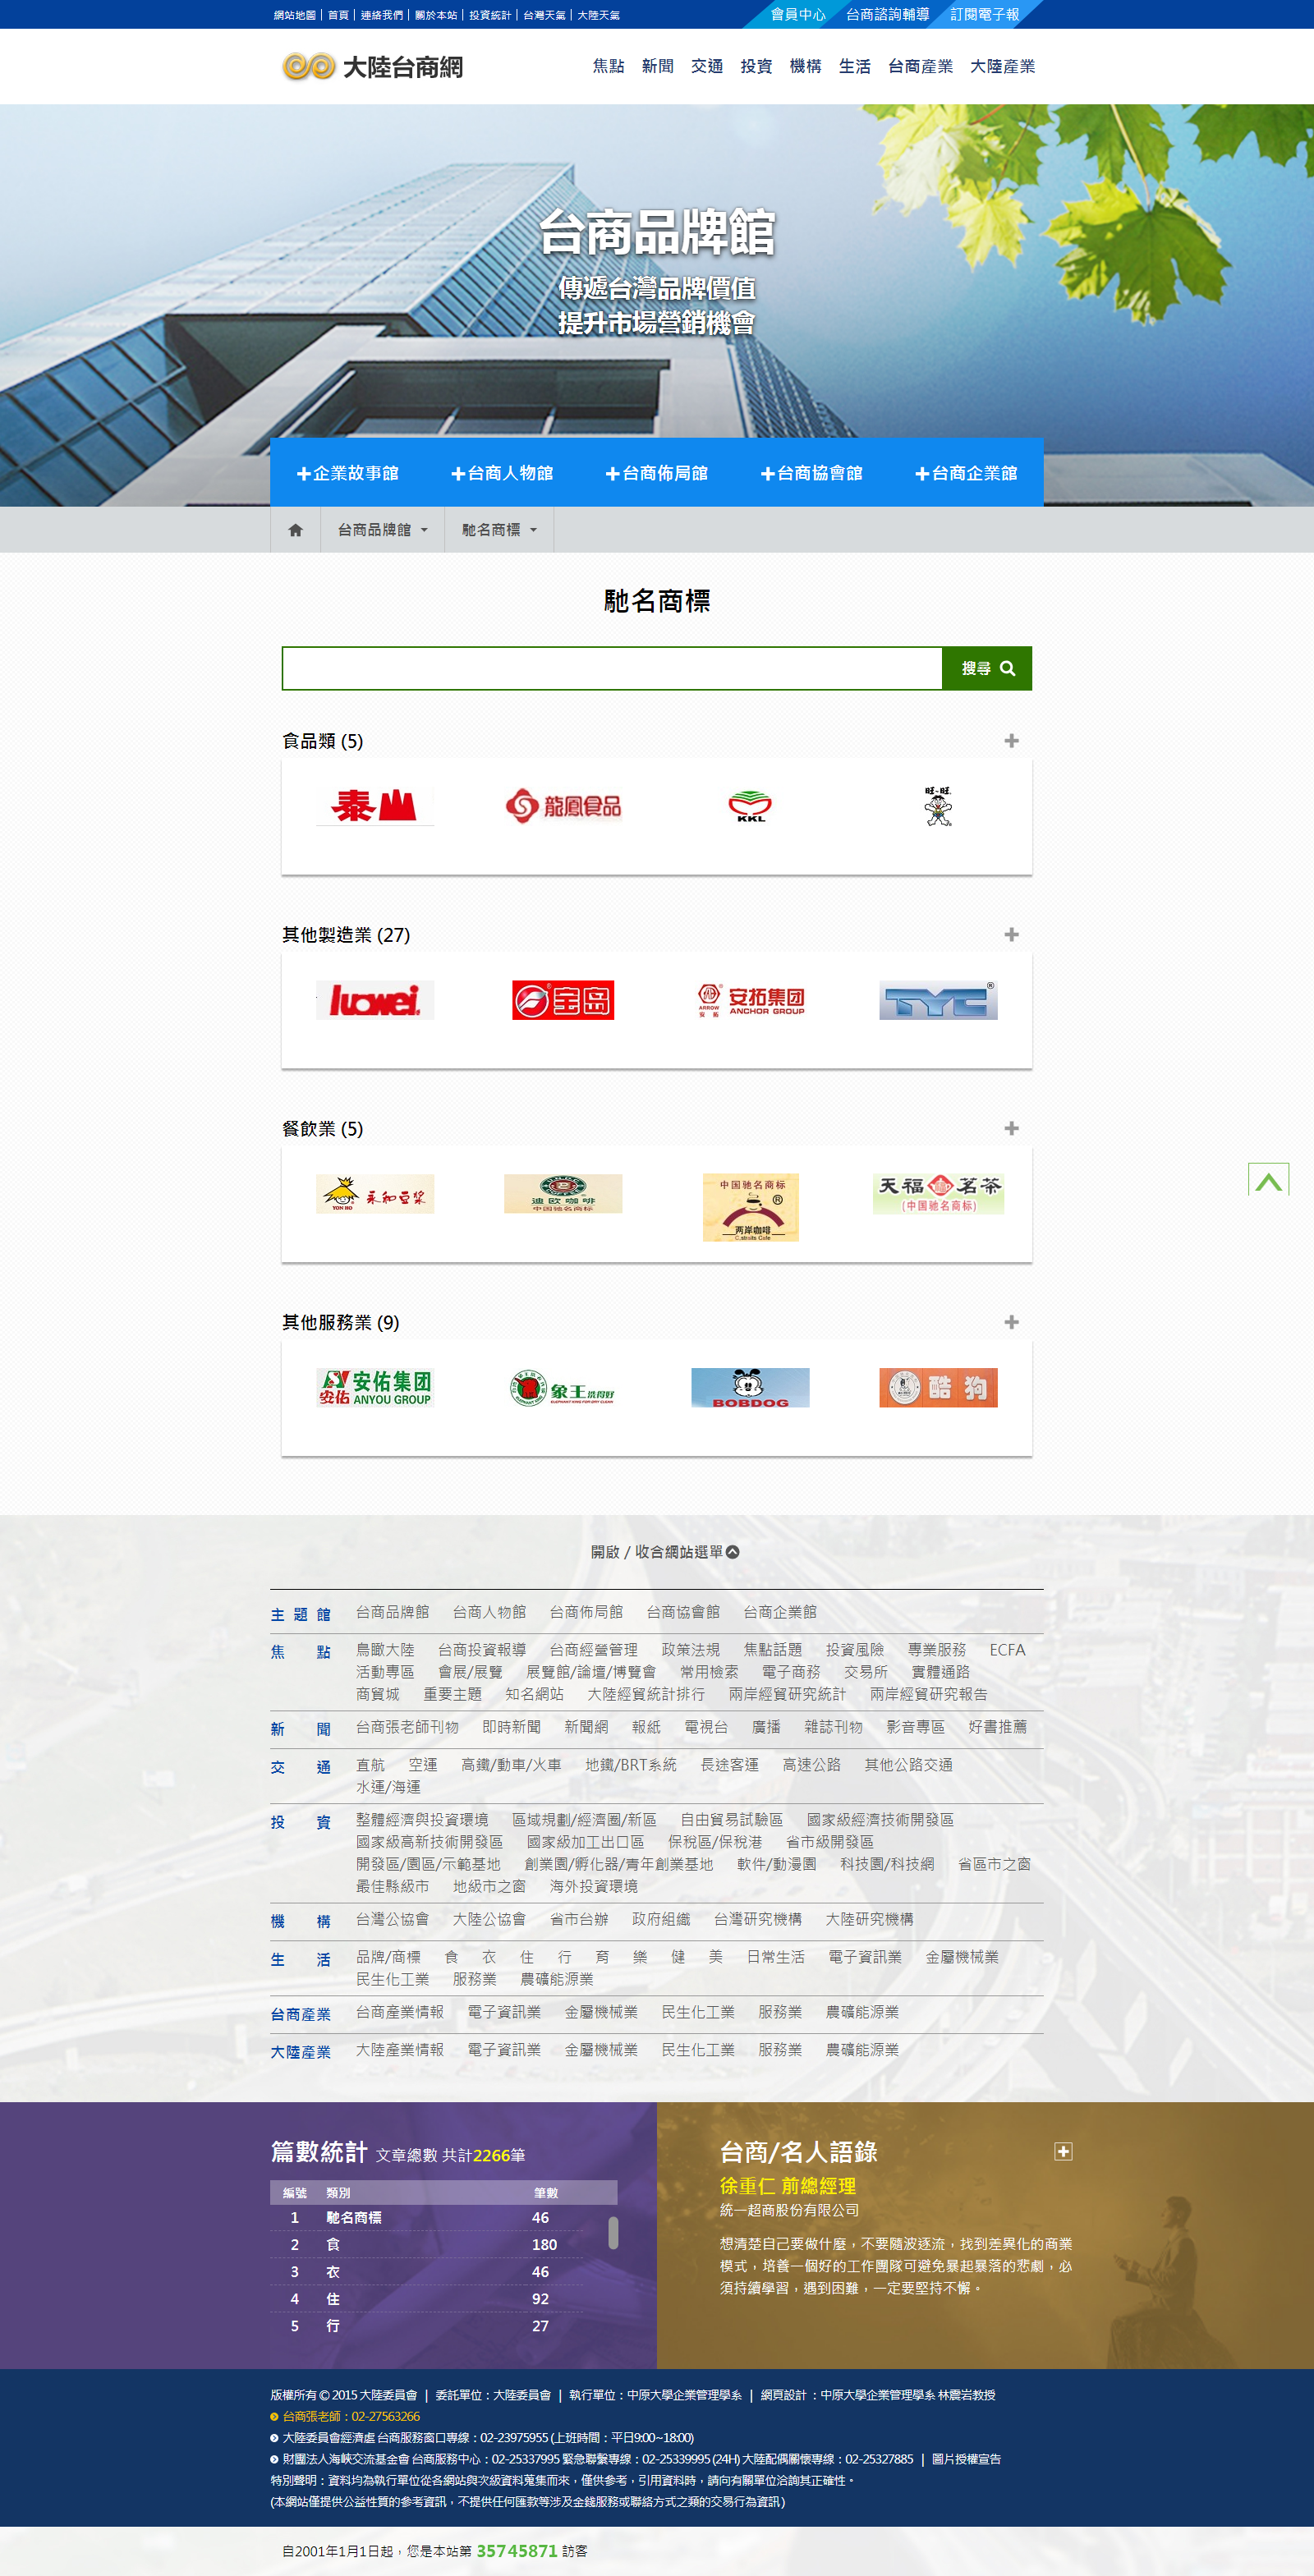 網站地圖 | 首頁 | 連絡我們 | 關於本站 | 投資統計 | 台灣天氣 | 大陸天氣
會員中心 台商諮詢輔導 訂閱電子報
大陸台商網
焦點 新聞 交通 投資 機構 生活 台商產業 大陸產業
台商品牌館
傳遞台灣品牌價值
提升市場營銷機會
企業故事館 台商人物館 台商佈局館 台商協會館 台商企業館
台商品牌館 馳名商標
馳名商標
搜尋
食品類 (5)
泰山 龍鳳食品 KKL 旺旺
其他製造業 (27)
luowei 宝岛 ARROW 安拓 安拓集团 ANCHOR GROUP TYC
餐飲業 (5)
YON HO 永和豆浆 迪欧咖啡 中国驰名商标 中国驰名商标 两岸咖啡 C.straits Cafe 天福茗茶 (中国驰名商标)
其他服務業 (9)
安佑 安佑集团 ANYOU GROUP 象王洗得好 ELEPHANT KING FOR DRY CLEAN BOBDOG 酷狗
開啟 / 收合網站選單
主題館 台商品牌館 台商人物館 台商佈局館 台商協會館 台商企業館
焦點 鳥瞰大陸 台商投資報導 台商經營管理 政策法規 焦點話題 投資風險 專業服務 ECFA
活動專區 會展/展覽 展覽館/論壇/博覽會 常用檢索 電子商務 交易所 實體通路
商貿城 重要主題 知名網站 大陸經貿統計排行 兩岸經貿研究統計 兩岸經貿研究報告
新聞 台商張老師刊物 即時新聞 新聞網 報紙 電視台 廣播 雜誌刊物 影音專區 好書推薦
交通 直航 空運 高鐵/動車/火車 地鐵/BRT系統 長途客運 高速公路 其他公路交通
水運/海運
投資 整體經濟與投資環境 區域規劃/經濟圈/新區 自由貿易試驗區 國家級經濟技術開發區
國家級高新技術開發區 國家級加工出口區 保稅區/保稅港 省市級開發區
開發區/園區/示範基地 創業園/孵化器/青年創業基地 軟件/動漫園 科技園/科技網 省區市之窗
最佳縣級市 地級市之窗 海外投資環境
機構 台灣公協會 大陸公協會 省市台辦 政府組織 台灣研究機構 大陸研究機構
生活 品牌/商標 食 衣 住 行 育 樂 健 美 日常生活 電子資訊業 金屬機械業
民生化工業 服務業 農礦能源業
台商產業 台商產業情報 電子資訊業 金屬機械業 民生化工業 服務業 農礦能源業
大陸產業 大陸產業情報 電子資訊業 金屬機械業 民生化工業 服務業 農礦能源業
篇數統計 文章總數 共計2266筆
編號 類別 筆數
1 馳名商標 46
2 食 180
3 衣 46
4 住 92
5 行 27
台商/名人語錄
徐重仁 前總經理
統一超商股份有限公司
想清楚自己要做什麼，不要隨波逐流，找到差異化的商業
模式，培養一個好的工作團隊可避免暴起暴落的悲劇，必
須持續學習，遇到困難，一定要堅持不懈。
版權所有 © 2015 大陸委員會 | 委託單位：大陸委員會 | 執行單位：中原大學企業管理學系 | 網頁設計 ：中原大學企業管理學系 林震岩教授
台商張老師：02-27563266
大陸委員會經濟處 台商服務窗口專線：02-23975955 (上班時間：平日9:00~18:00)
財團法人海峽交流基金會 台商服務中心：02-25337995 緊急聯繫專線：02-25339995 (24H) 大陸配偶關懷專線：02-25327885 | 圖片授權宣告
特別聲明：資料均為執行單位從各網站與次級資料蒐集而來，僅供參考，引用資料時，請向有關單位洽詢其正確性。
(本網站僅提供公益性質的參考資訊，不提供任何匯款等涉及金錢服務或聯絡方式之類的交易行為資訊)
自2001年1月1日起，您是本站第 35745871 訪客